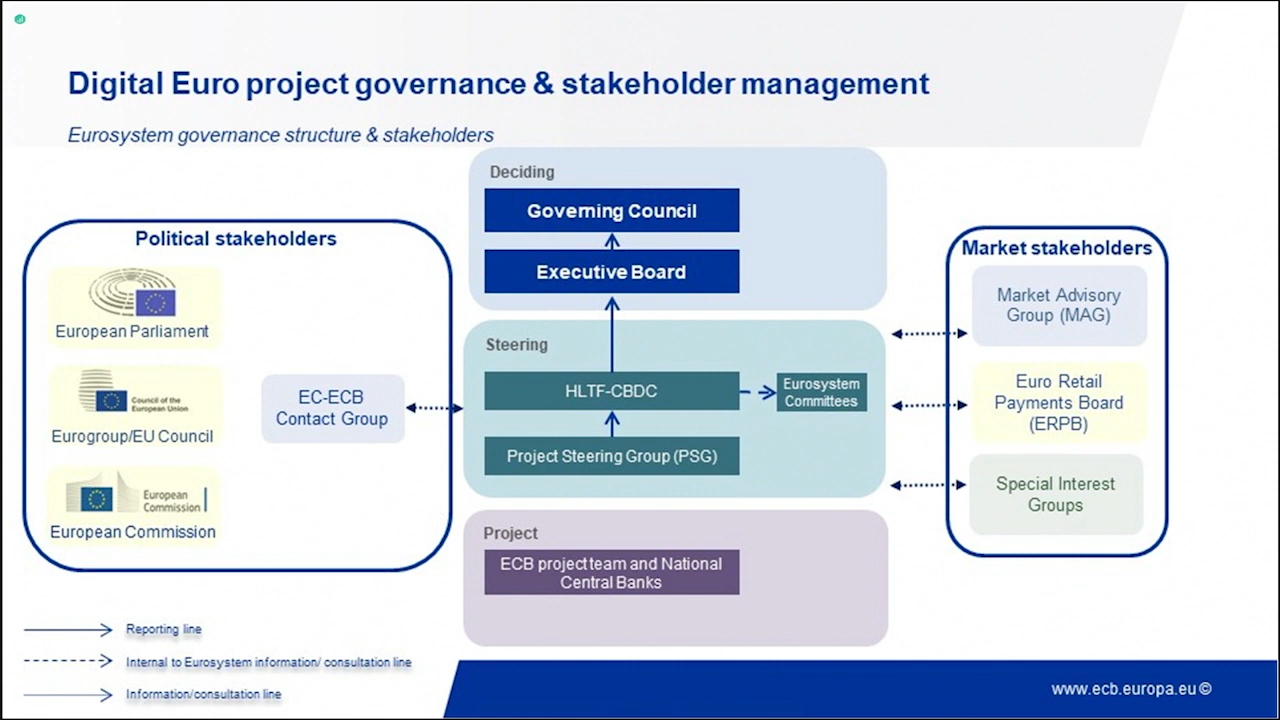 Digital Euro project governance & stakeholder management
Eurosystem governance structure & stakeholders
Deciding
Governing Council
Executive Board
Political stakeholders
European Parliament
Council of the
European Union
Eurogroup/EU Council
European
Commission
European Commission
EC-ECB
Contact Group
Steering
HLTF-CBDC
Eurosystem
Committees
Project Steering Group (PSG)
Project
ECB project team and National
Central Banks
Market stakeholders
Market Advisory
Group (MAG)
Euro Retail
Payments Board
(ERPB)
Special Interest
Groups
Reporting line
Internal to Eurosystem information/ consultation line
Information/consultation line
www.ecb.europa.eu ©